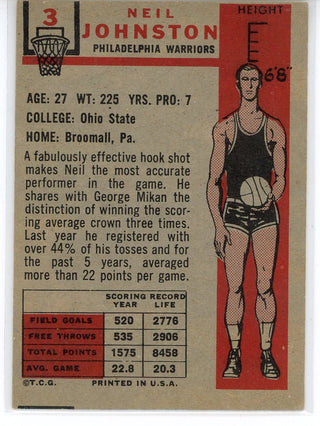 3
NEIL
JOHNSTON
PHILADELPHIA WARRIORS
HEIGHT
6'8"
AGE: 27 WT: 225 YRS. PRO: 7
COLLEGE: Ohio State
HOME: Broomall, Pa.
A fabulously effective hook shot
makes Neil the most accurate
performer in the game. He
shares with George Mikan the
distinction of winning the scor-
ing average crown three times.
Last year he registered with
over 44% of his tosses and for
the past 5 years, averaged
more than 22 points per game.
SCORING RECORD
YEAR LIFE
FIELD GOALS 520 2776
FREE THROWS 535 2906
TOTAL POINTS 1575 8458
AVG. GAME 22.8 20.3
©T.C.G. PRINTED IN U.S.A.